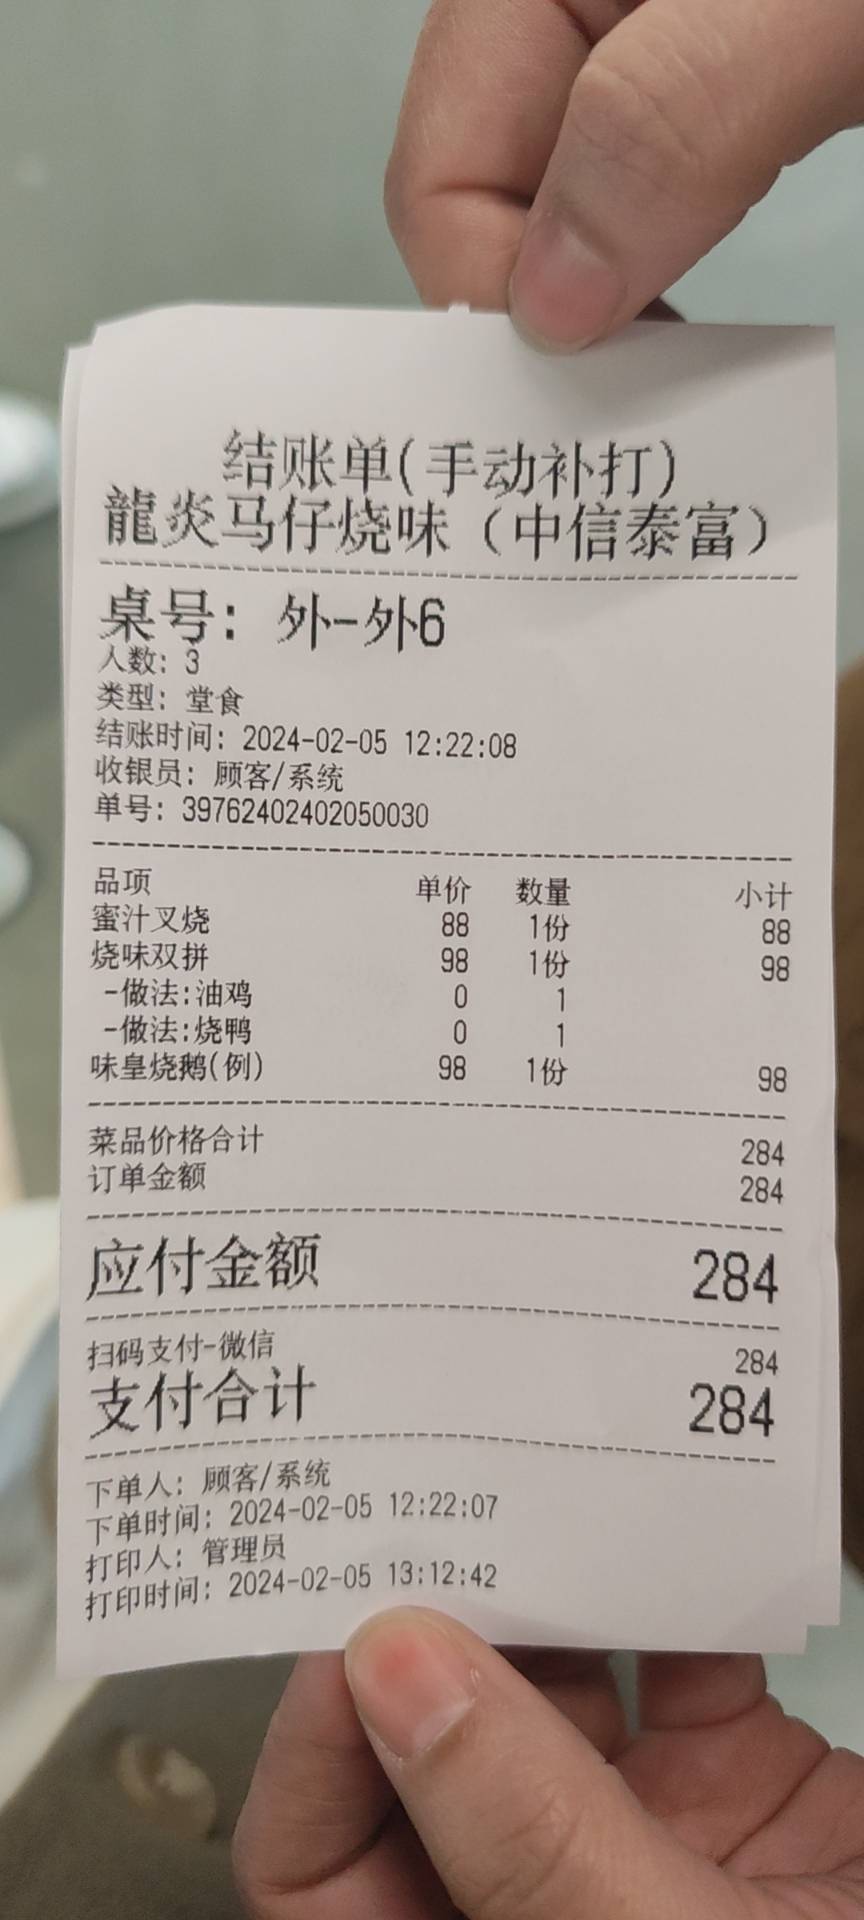 结账单(手动补打)
龍炎马仔烧味（中信泰富）
桌号: 外-外6
人数: 3
类型: 堂食
结账时间: 2024-02-05 12:22:08
收银员: 顾客/系统
单号: 39762402402050030
品项 单价 数量 小计
蜜汁叉烧 88 1份 88
烧味双拼 98 1份 98
-做法:油鸡 0 1
-做法:烧鸭 0 1
味皇烧鹅(例) 98 1份 98
菜品价格合计 284
订单金额 284
应付金额 284
扫码支付-微信 284
支付合计 284
下单人: 顾客/系统
下单时间: 2024-02-05 12:22:07
打印人: 管理员
打印时间: 2024-02-05 13:12:42